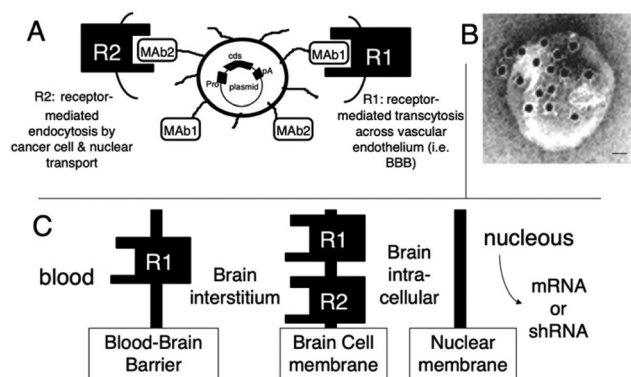 A
R2
MAb2
cds
Pro
pA
plasmid
MAb1
R1
MAb1
MAb2
R2: receptor-
mediated
endocytosis by
cancer cell & nuclear
transport
R1: receptor-
mediated transcytosis
across vascular
endothelium (i.e.
BBB)
B
C
blood
R1
Blood-Brain
Barrier
Brain
interstitium
R1
R2
Brain Cell
membrane
Brain
intra-
cellular
Nuclear
membrane
nucleous
mRNA
or
shRNA